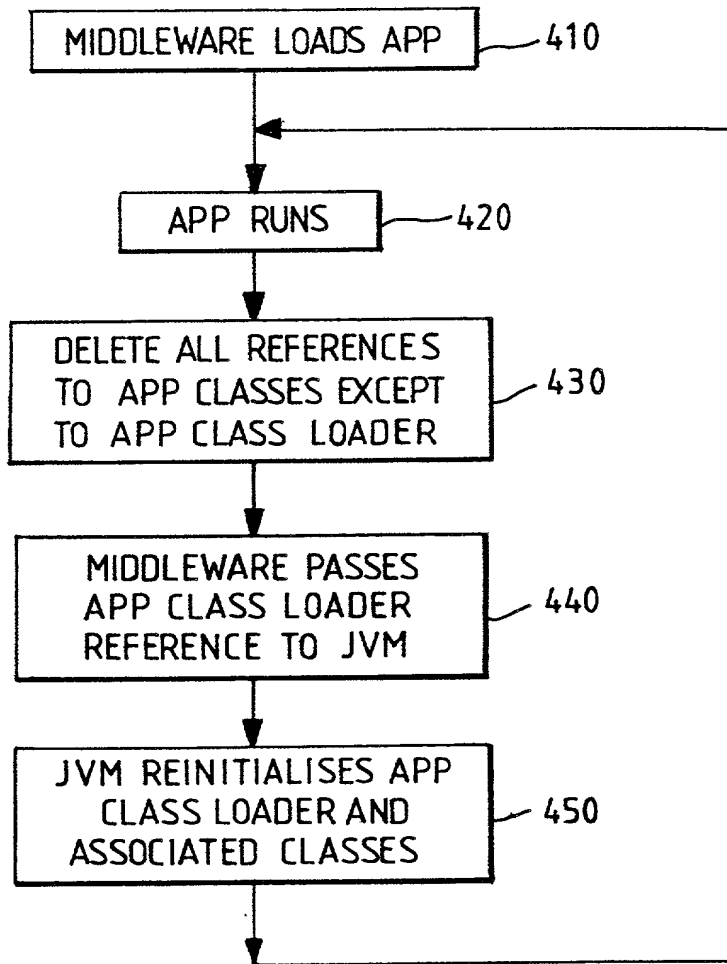 MIDDLEWARE LOADS APP
410
APP RUNS
420
DELETE ALL REFERENCES
TO APP CLASSES EXCEPT
TO APP CLASS LOADER
430
MIDDLEWARE PASSES
APP CLASS LOADER
REFERENCE TO JVM
440
JVM REINITIALISES APP
CLASS LOADER AND
ASSOCIATED CLASSES
450